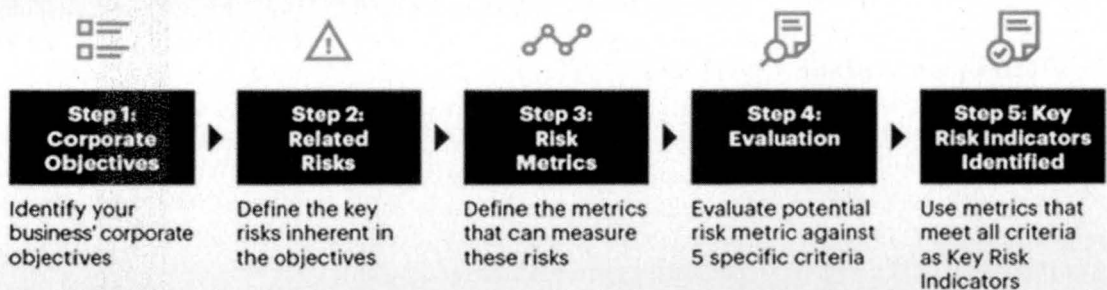 Step 1:
Corporate
Objectives
Identify your
business' corporate
objectives
Step 2:
Related
Risks
Define the key
risks inherent in
the objectives
Step 3:
Risk
Metrics
Define the metrics
that can measure
these risks
Step 4:
Evaluation
Evaluate potential
risk metric against
5 specific criteria
Step 5: Key
Risk Indicators
Identified
Use metrics that
meet all criteria
as Key Risk
Indicators